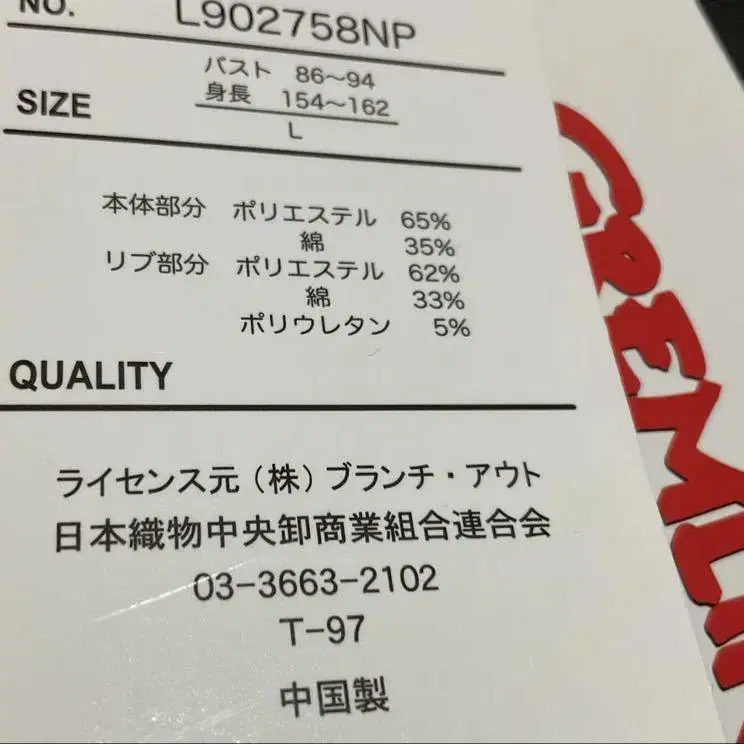 NO. L902758NP
バスト 86〜94
身長 154〜162
SIZE
L
本体部分 ポリエステル 65%
綿 35%
リブ部分 ポリエステル 62%
綿 33%
ポリウレタン 5%
QUALITY
ライセンス元(株)ブランチ・アウト
日本織物中央卸商業組合連合会
03-3663-2102
T-97
中国製
GREMLI